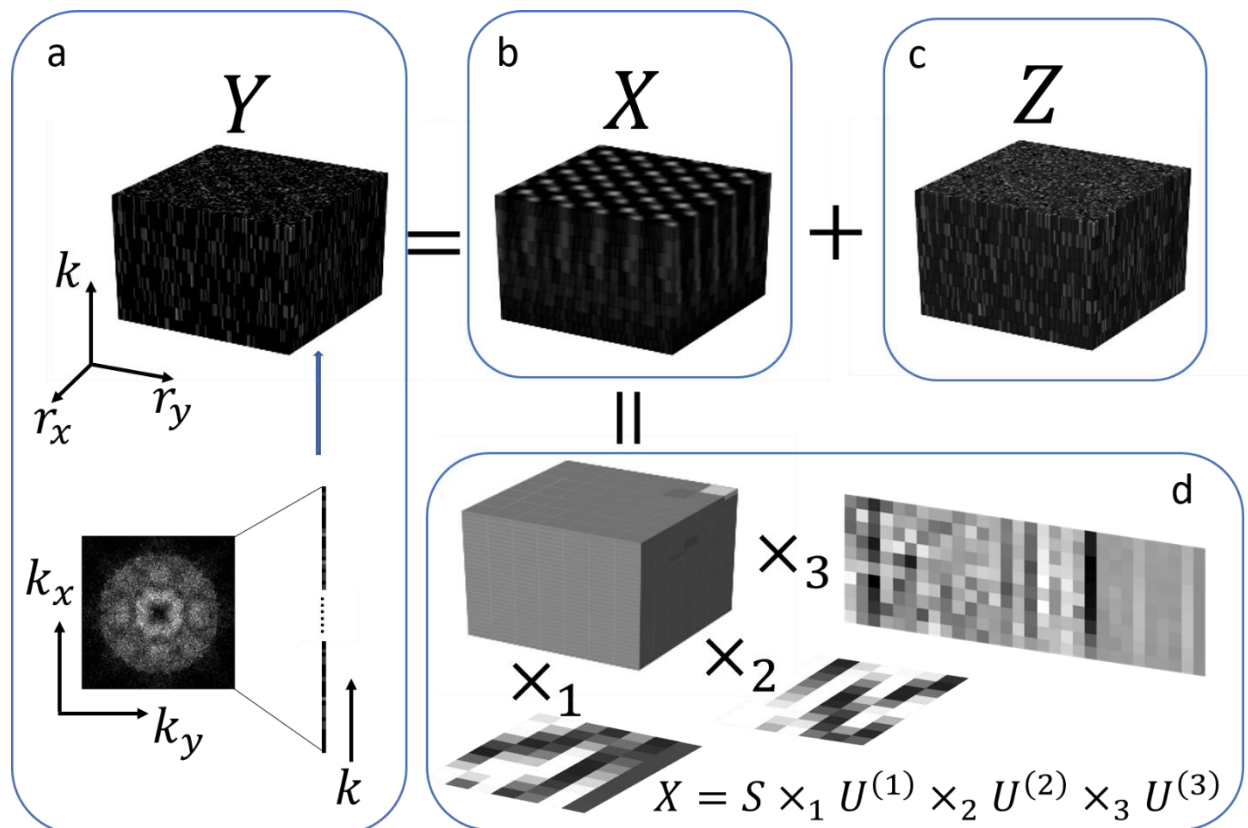 a
Y
=
b
X
+
c
Z
k
r_x
r_y
=
k_x
k_y
k
d
×_1
×_2
×_3
X = S ×_1 U^{(1)} ×_2 U^{(2)} ×_3 U^{(3)}